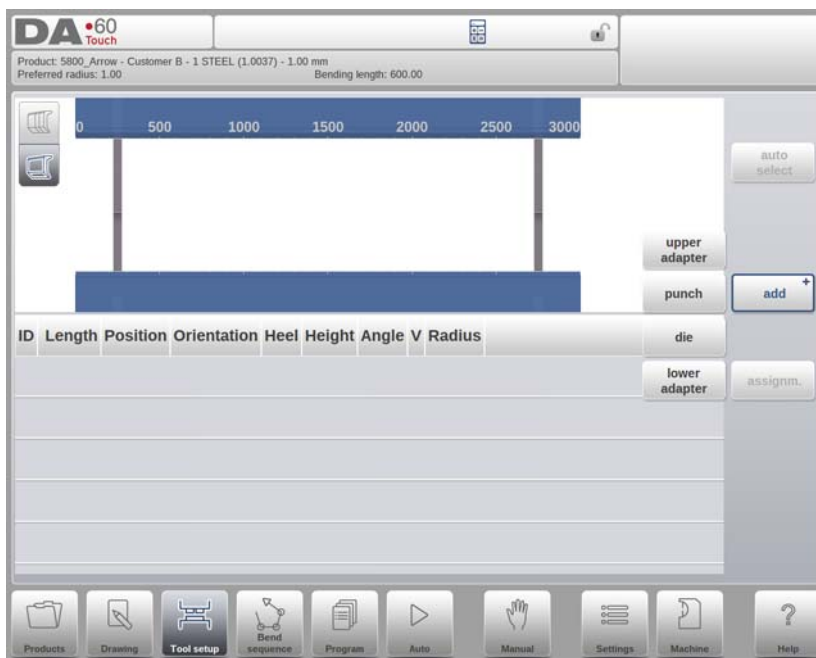 DA•60
Touch
Product: 5800_Arrow - Customer B - 1 STEEL (1.0037) - 1.00 mm
Preferred radius: 1.00 Bending length: 600.00
0 500 1000 1500 2000 2500 3000
auto
select
upper
adapter
punch
add +
ID Length Position Orientation Heel Height Angle V Radius
die
lower
adapter
assignm.
Products
Drawing
Tool setup
Bend
sequence
Program
Auto
Manual
Settings
Machine
? Help